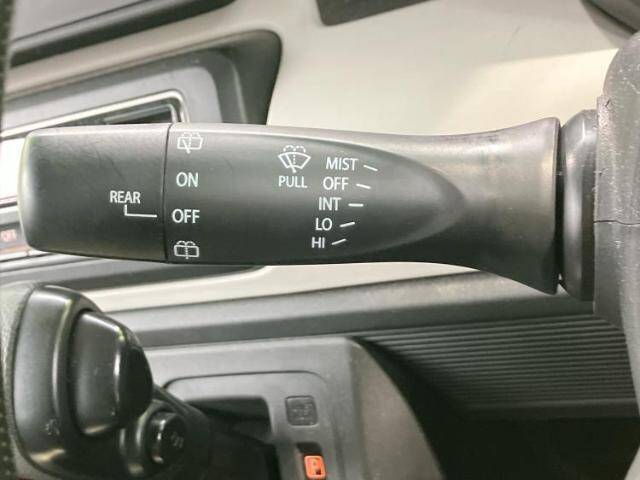 REAR
ON
OFF
PULL
MIST
OFF
INT
LO
HI
P